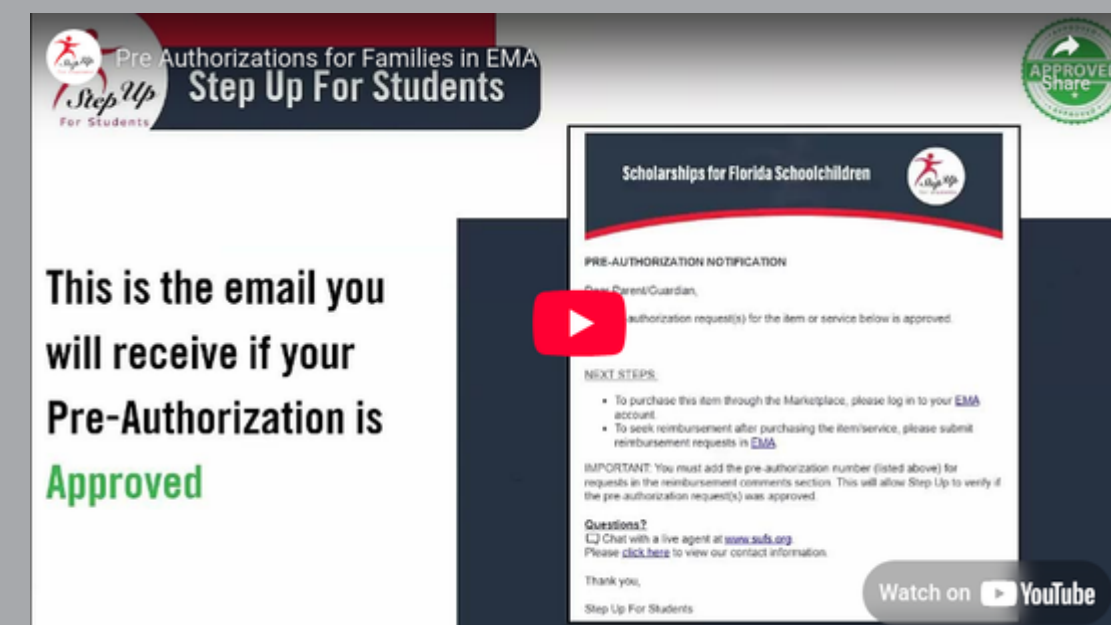 Pre Authorizations for Families in EMA
Step Up
For Students
Step Up For Students
APPROVED
Share
Scholarships for Florida Schoolchildren
Step Up
This is the email you
will receive if your
Pre-Authorization is
Approved
PRE-AUTHORIZATION NOTIFICATION
Dear Parent/Guardian,
authorization request(s) for the item or service below is approved.
NEXT STEPS:
To purchase this item through the Marketplace, please log in to your EMA
account.
To seek reimbursement after purchasing the item/service, please submit
reimbursement requests in EMA.
IMPORTANT: You must add the pre-authorization number (listed above) for
requests in the reimbursement comments section. This will allow Step Up to verify if
the pre-authorization request(s) was approved.
Questions?
Chat with a live agent at www.sufs.org.
Please click here to view our contact information.
Thank you,
Step Up For Students
Watch on YouTube